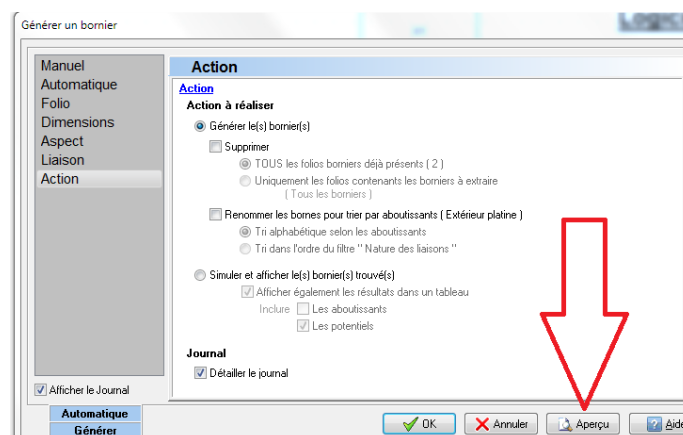 Générer un bornier
Manuel
Automatique
Folio
Dimensions
Aspect
Liaison
Action
Afficher le Journal
Automatique
Générer
Action
Action
Action à réaliser
Générer le(s) bornier(s)
Supprimer
TOUS les folios borniers déjà présents ( 2 )
Uniquement les folios contenants les borniers à extraire
( Tous les borniers )
Renommer les bornes pour trier par aboutissants ( Extérieur platine )
Tri alphabétique selon les aboutissants
Tri dans l'ordre du filtre '' Nature des liaisons ''
Simuler et afficher le(s) bornier(s) trouvé(s)
Afficher également les résultats dans un tableau
Inclure Les aboutissants
Les potentiels
Journal
Détailler le journal
OK Annuler Aperçu Aide